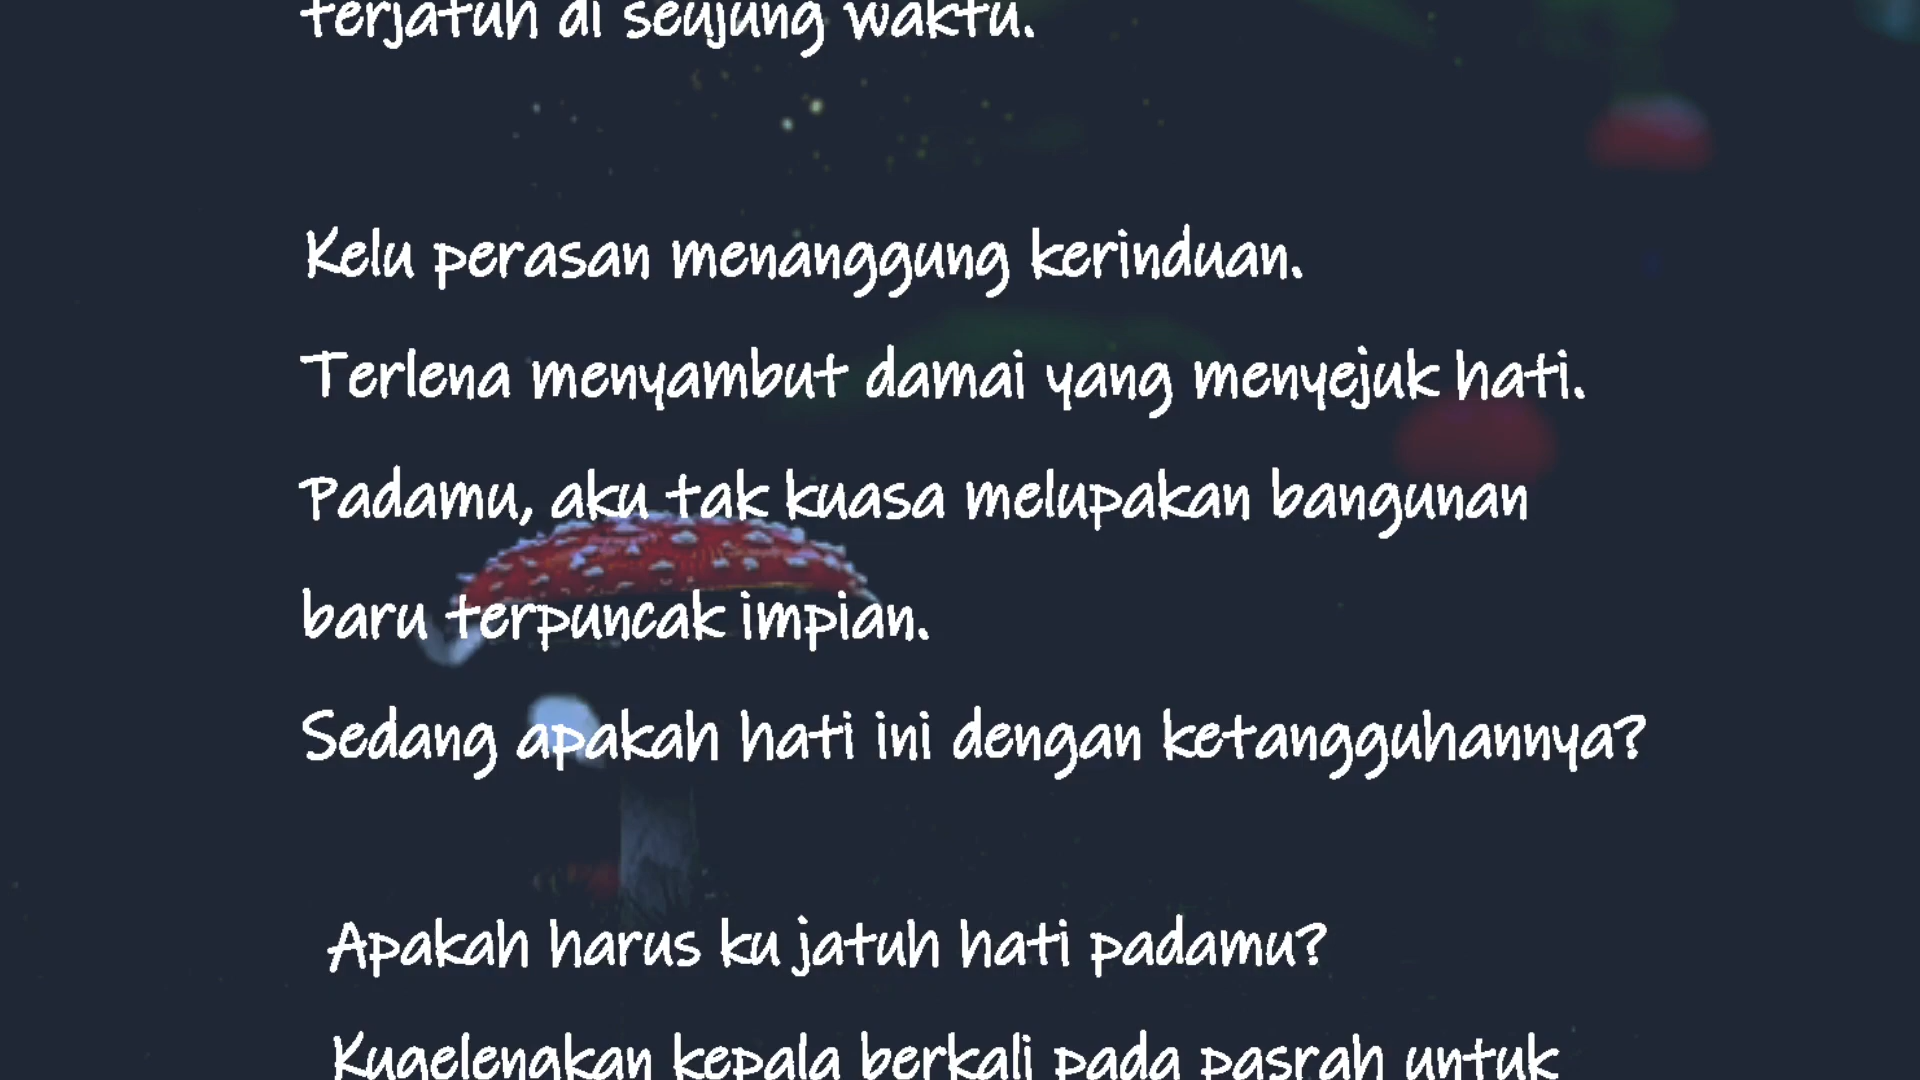 terjatuh di seujung waktu.
Kelu perasan menanggung kerinduan.
Terlena menyambut damai yang menyejuk hati.
Padamu, aku tak kuasa melupakan bangunan
baru terpuncak impian.
Sedang apakah hati ini dengan ketangguhannya?
Apakah harus ku jatuh hati padamu?
Kugelengkan kepala berkali pada pasrah untuk